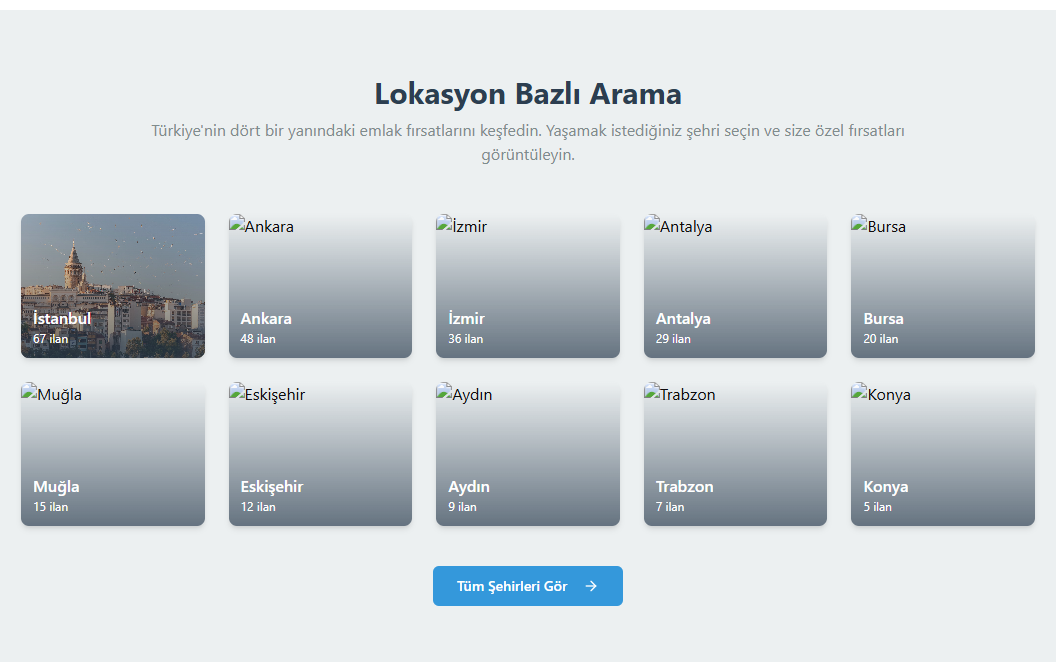 Lokasyon Bazlı Arama
Türkiye'nin dört bir yanındaki emlak fırsatlarını keşfedin. Yaşamak istediğiniz şehri seçin ve size özel fırsatları
görüntüleyin.
İstanbul
67 ilan
Ankara
Ankara
48 ilan
İzmir
İzmir
36 ilan
Antalya
Antalya
29 ilan
Bursa
Bursa
20 ilan
Muğla
Muğla
15 ilan
Eskişehir
Eskişehir
12 ilan
Aydın
Aydın
9 ilan
Trabzon
Trabzon
7 ilan
Konya
Konya
5 ilan
Tüm Şehirleri Gör